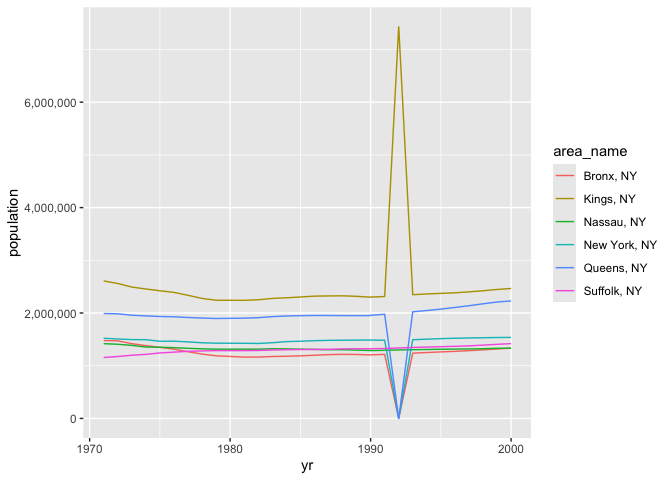 6,000,000
4,000,000
2,000,000
0
population
1970
1980
1990
2000
yr
area_name
Bronx, NY
Kings, NY
Nassau, NY
New York, NY
Queens, NY
Suffolk, NY